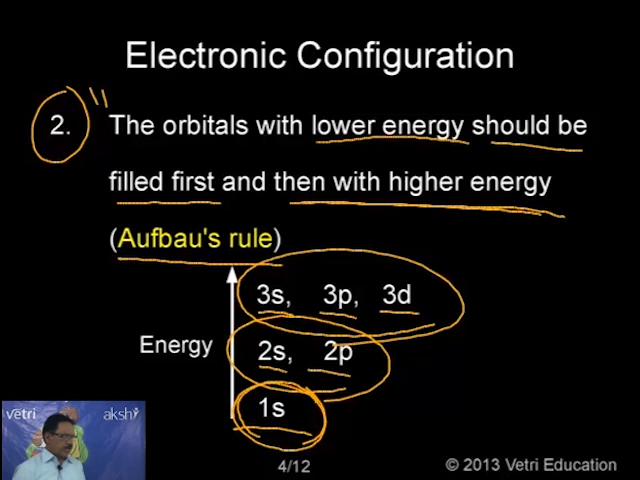 Electronic Configuration
2. The orbitals with lower energy should be
filled first and then with higher energy
(Aufbau's rule)
3s, 3p, 3d
Energy 2s, 2p
1s
vetri akshy
4/12 © 2013 Vetri Education